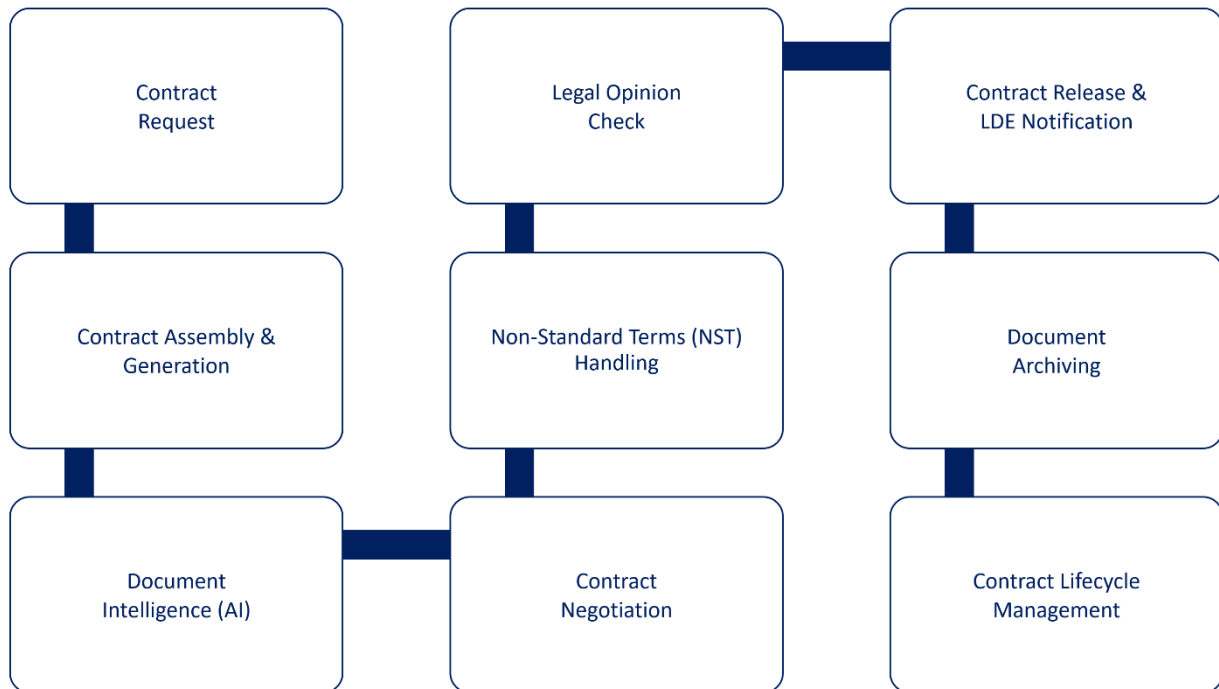 Contract
Request
Contract Assembly &
Generation
Document
Intelligence (AI)
Contract
Negotiation
Non-Standard Terms (NST)
Handling
Legal Opinion
Check
Contract Release &
LDE Notification
Document
Archiving
Contract Lifecycle
Management